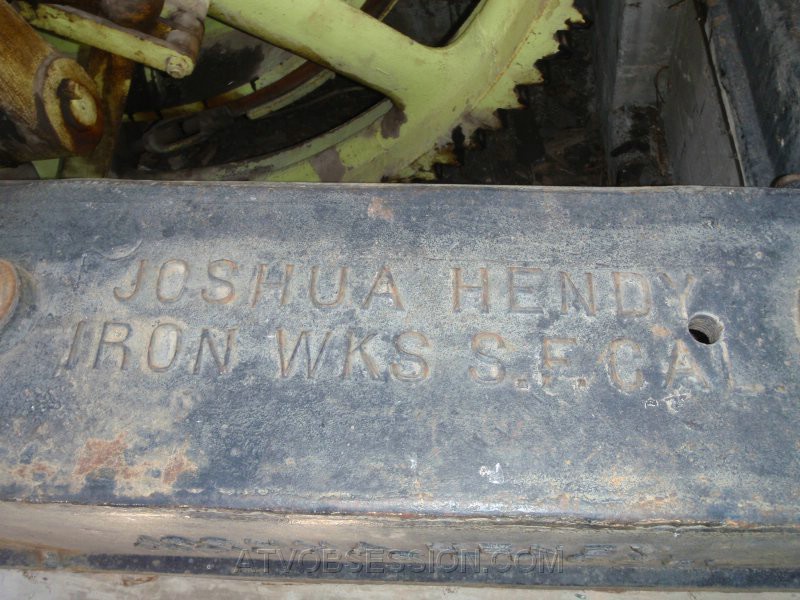 JOSHUA HENDY
IRON WKS S.F. CAL
ATVOBSESSION.COM